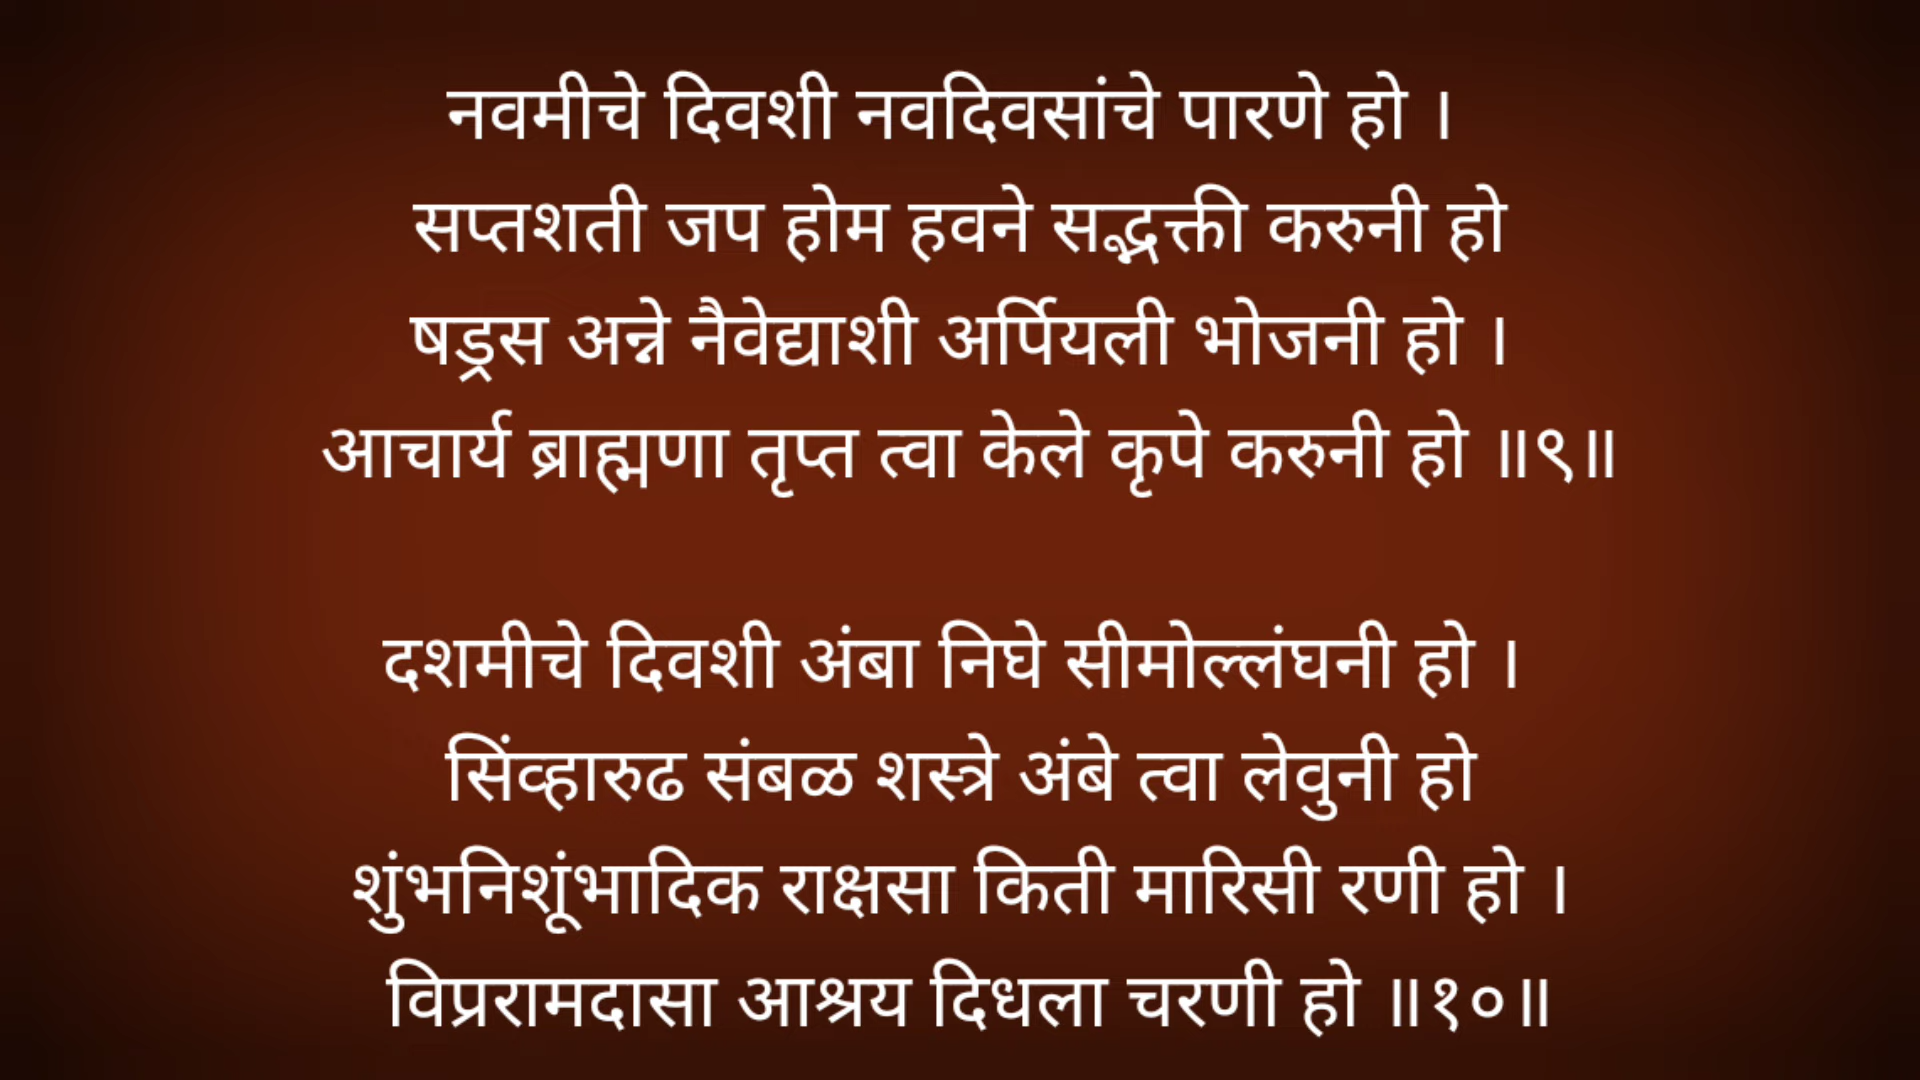 नवमीचे दिवशी नवदिवसांचे पारणे हो ।
सप्तशती जप होम हवने सद्भक्ती करुनी हो
षड्रस अन्ने नैवेद्याशी अर्पियली भोजनी हो ।
आचार्य ब्राह्मणा तृप्त त्वा केले कृपे करुनी हो ॥९॥
दशमीचे दिवशी अंबा निघे सीमोल्लंघनी हो ।
सिंव्हारुढ संबळ शस्त्रे अंबे त्वा लेवुनी हो
शुंभनिशूंभादिक राक्षसा किती मारिसी रणी हो ।
विप्ररामदासा आश्रय दिधला चरणी हो ॥१०॥